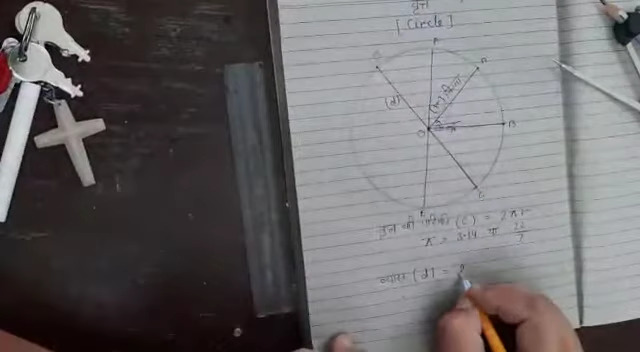 वृत्त
[Circle]
P
A
(d)
(r) त्रिज्या
r
O
B
C
वृत्त की परिधि (C) = 2πr
π = 3.14 या 22/7
व्यास (d) = 2